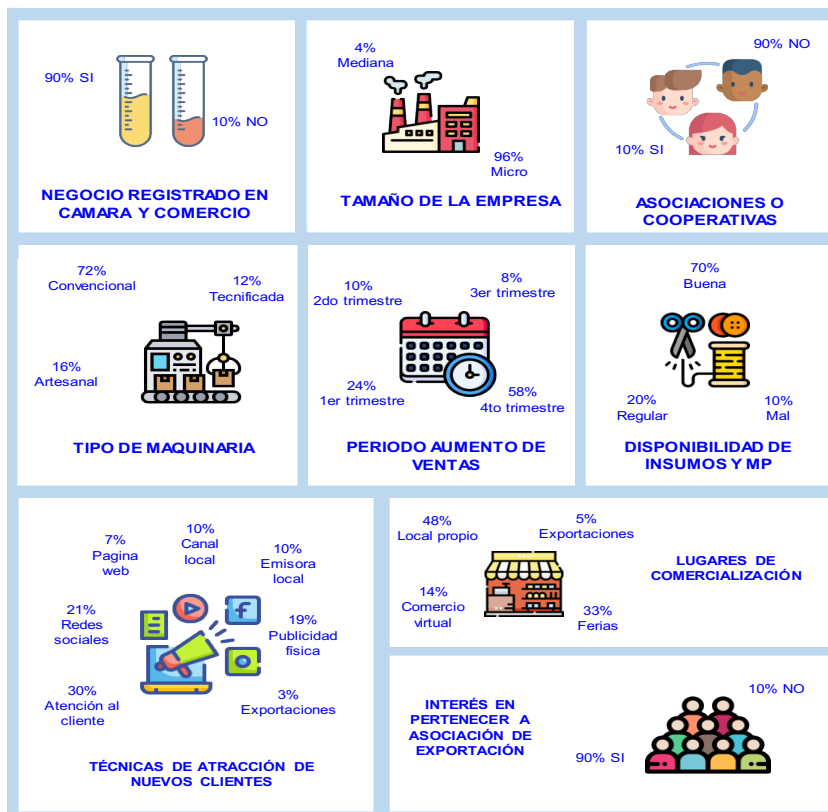 90% SI
10% NO
NEGOCIO REGISTRADO EN
CAMARA Y COMERCIO
4%
Mediana
96%
Micro
TAMAÑO DE LA EMPRESA
90% NO
10% SI
ASOCIACIONES O
COOPERATIVAS
72%
Convencional
12%
Tecnificada
16%
Artesanal
TIPO DE MAQUINARIA
10%
2do trimestre
8%
3er trimestre
24%
1er trimestre
58%
4to trimestre
PERIODO AUMENTO DE
VENTAS
70%
Buena
20%
Regular
10%
Mal
DISPONIBILIDAD DE
INSUMOS Y MP
7%
Pagina
web
10%
Canal
local
10%
Emisora
local
21%
Redes
sociales
19%
Publicidad
física
30%
Atención al
cliente
3%
Exportaciones
TÉCNICAS DE ATRACCIÓN DE
NUEVOS CLIENTES
48%
Local propio
5%
Exportaciones
14%
Comercio
virtual
33%
Ferias
LUGARES DE
COMERCIALIZACIÓN
INTERÉS EN
PERTENECER A
ASOCIACIÓN DE
EXPORTACIÓN
10% NO
90% SI